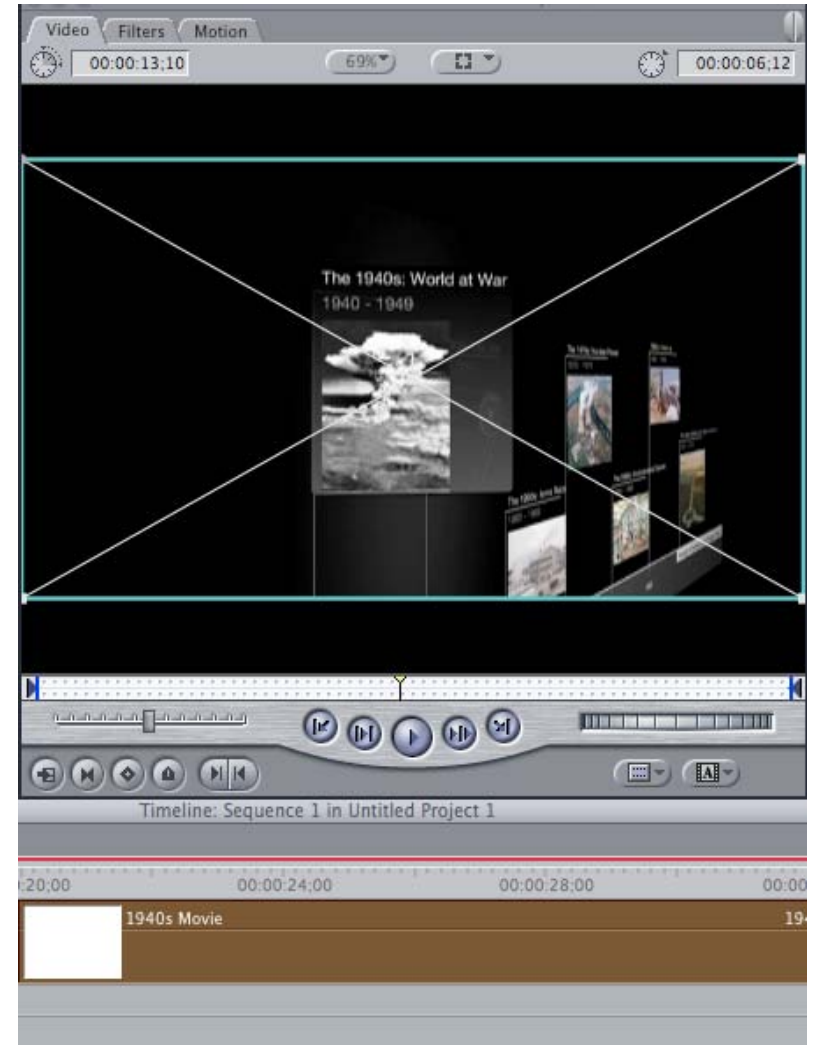 Video Filters Motion
00:00:13;10 69% 00:00:06;12
The 1940s: World at War
1940 - 1949
Timeline: Sequence 1 in Untitled Project 1
:20;00 00:00:24;00 00:00:28;00 00:00
1940s Movie 194